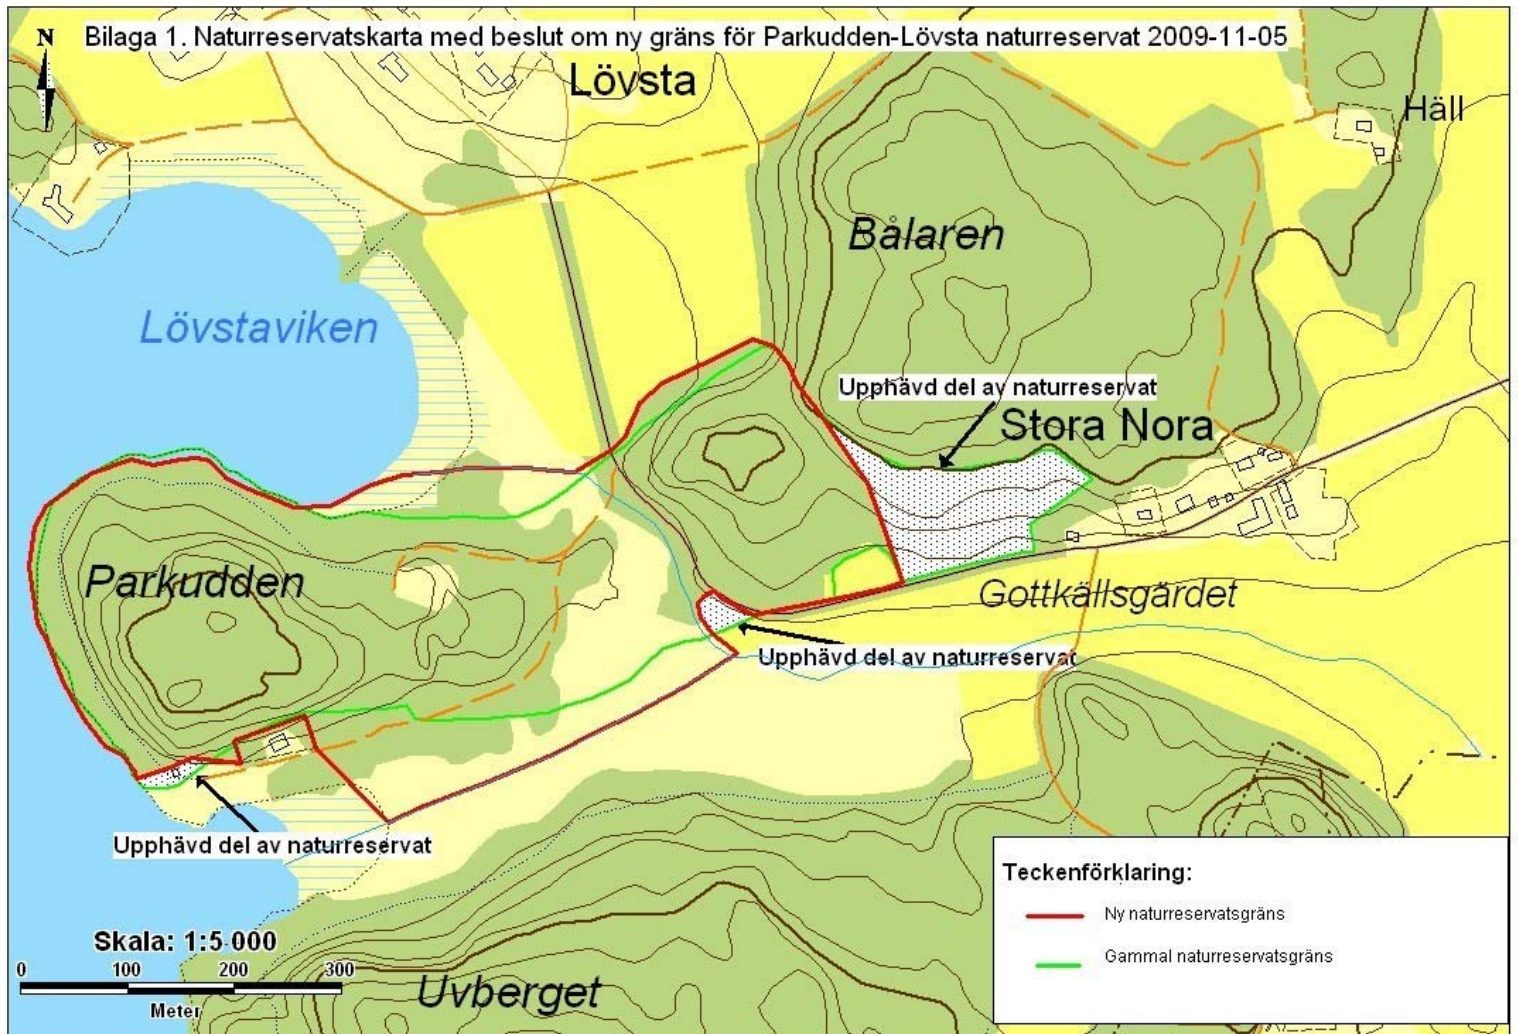 Bilaga 1. Naturreservatskarta med beslut om ny gräns för Parkudden-Lövsta naturreservat 2009-11-05
N
Lövsta
Häll
Bålaren
Lövstaviken
Upphävd del av naturreservat
Stora Nora
Parkudden
Gottkällsgärdet
Upphävd del av naturreservat
Upphävd del av naturreservat
Teckenförklaring:
Ny naturreservatsgräns
Gammal naturreservatsgräns
Skala: 1:5 000
0 100 200 300
Meter
Uvberget